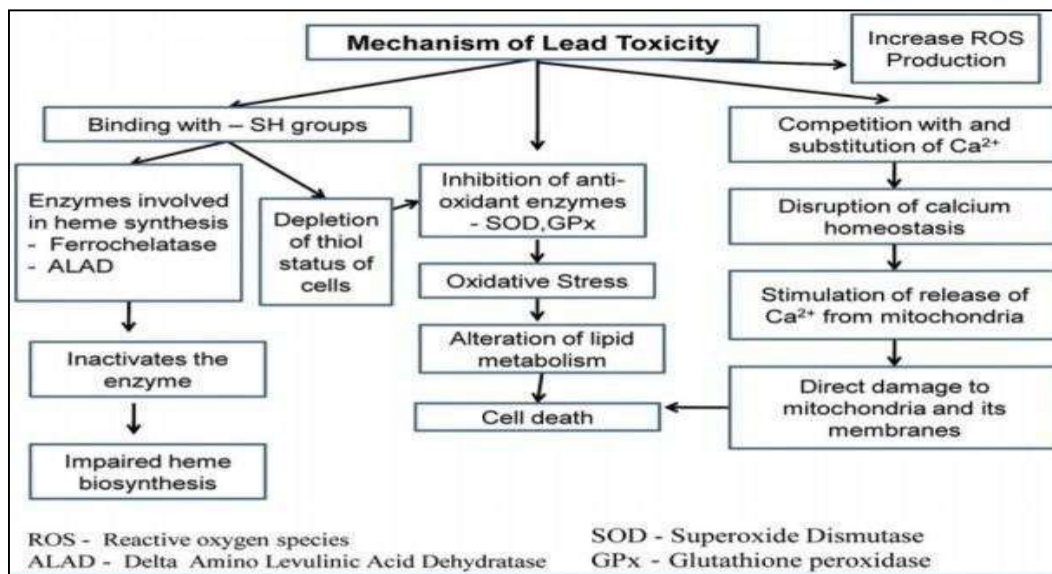 Mechanism of Lead Toxicity
Increase ROS
Production
Binding with – SH groups
Competition with and
substitution of Ca²⁺
Enzymes involved
in heme synthesis
- Ferrochelatase
- ALAD
Depletion
of thiol
status of
cells
Inhibition of anti-
oxidant enzymes
- SOD,GPx
Disruption of calcium
homeostasis
Oxidative Stress
Stimulation of release of
Ca²⁺ from mitochondria
Inactivates the
enzyme
Alteration of lipid
metabolism
Direct damage to
mitochondria and its
membranes
Cell death
Impaired heme
biosynthesis
ROS - Reactive oxygen species
ALAD - Delta Amino Levulinic Acid Dehydratase
SOD - Superoxide Dismutase
GPx - Glutathione peroxidase